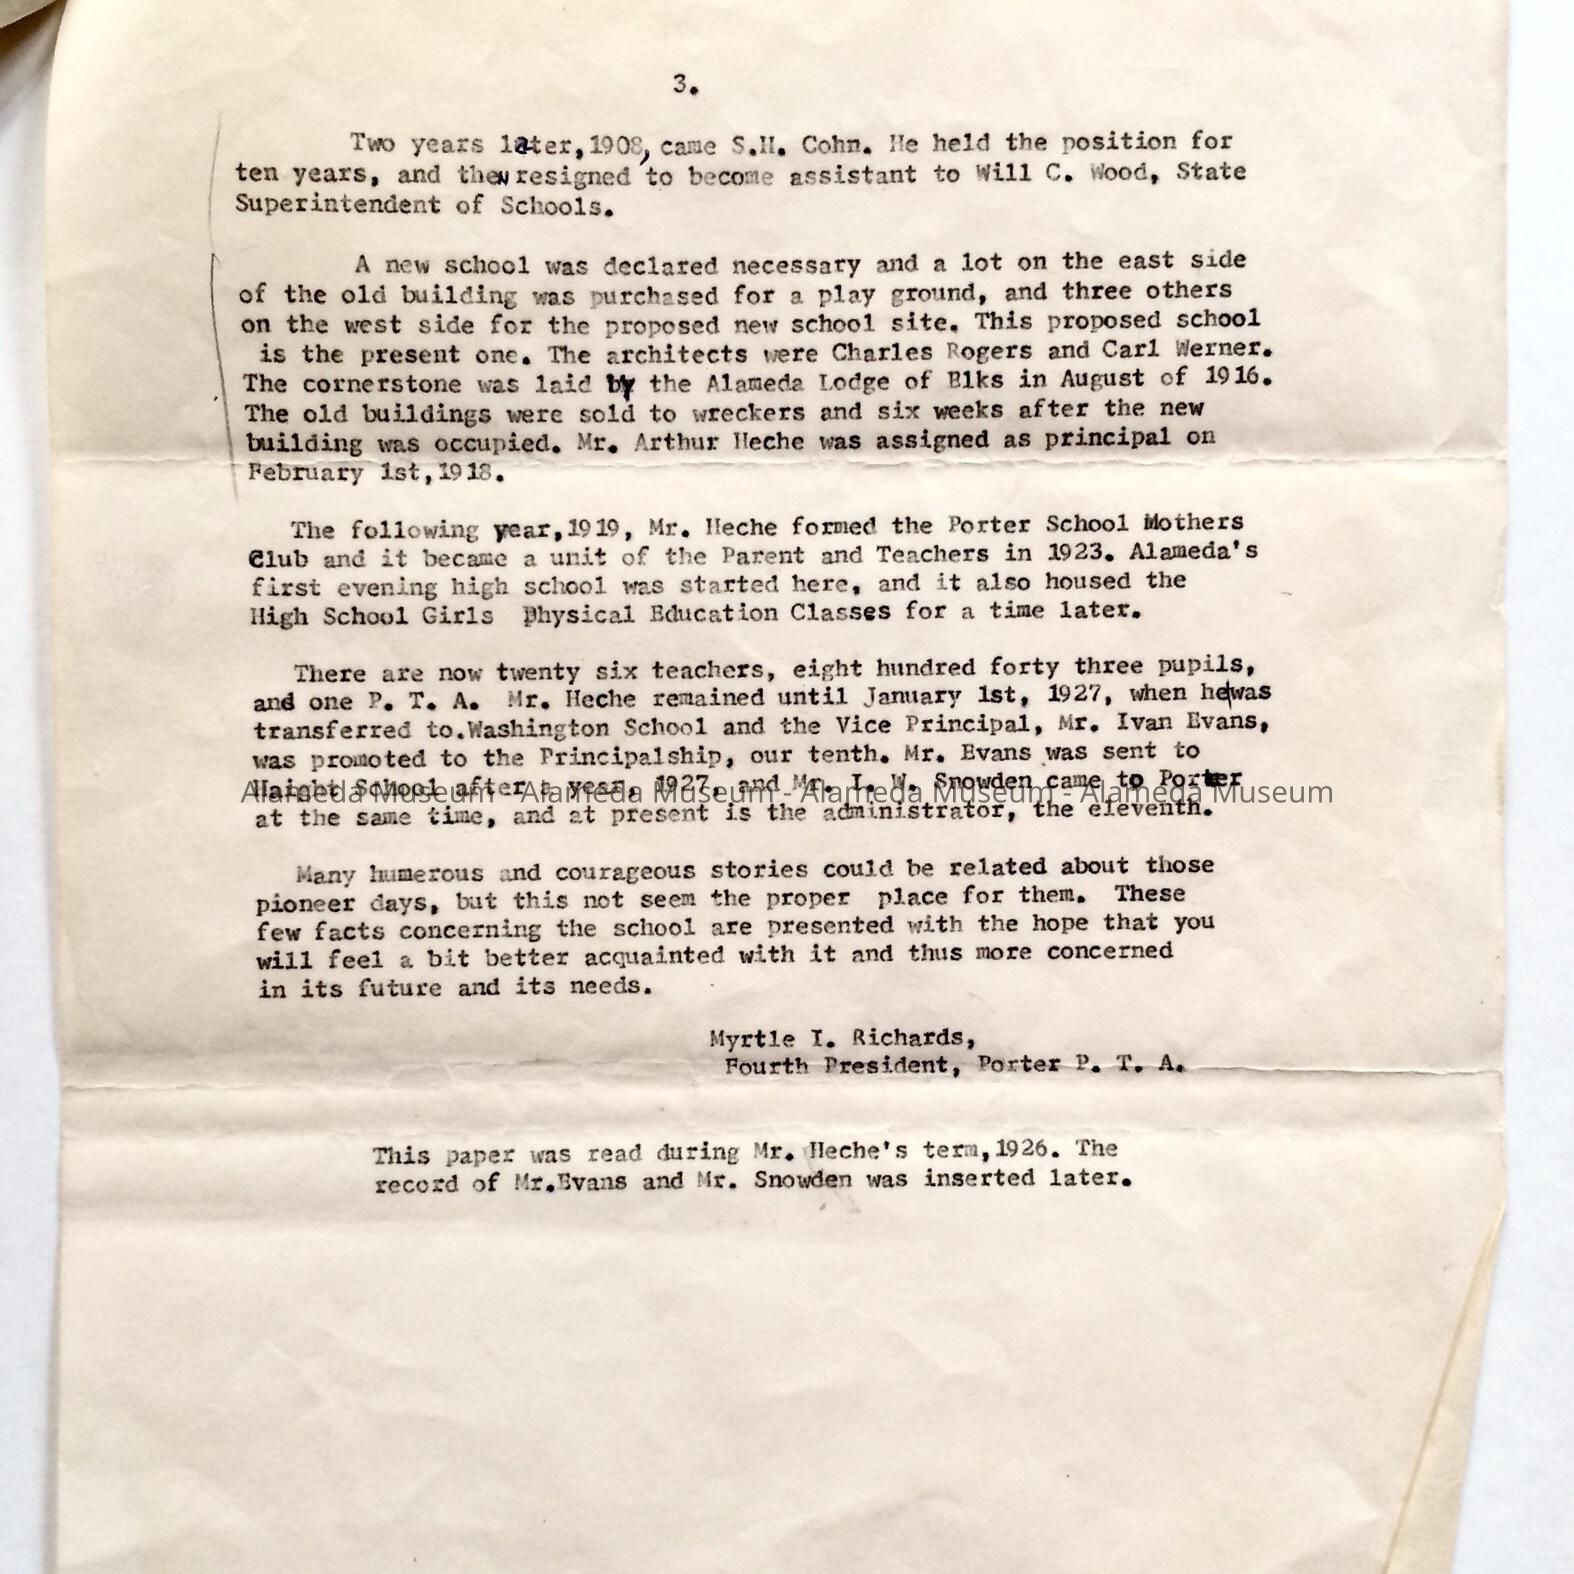 3.
Two years later,1908, came S.H. Cohn. He held the position for
ten years, and then resigned to become assistant to Will C. Wood, State
Superintendent of Schools.
A new school was declared necessary and a lot on the east side
of the old building was purchased for a play ground, and three others
on the west side for the proposed new school site. This proposed school
is the present one. The architects were Charles Rogers and Carl Werner.
The cornerstone was laid by the Alameda Lodge of Elks in August of 1916.
The old buildings were sold to wreckers and six weeks after the new
building was occupied. Mr. Arthur Heche was assigned as principal on
February 1st,1918.
The following year,1919, Mr. Heche formed the Porter School Mothers
Club and it became a unit of the Parent and Teachers in 1923. Alameda's
first evening high school was started here, and it also housed the
High School Girls Physical Education Classes for a time later.
There are now twenty six teachers, eight hundred forty three pupils,
and one P. T. A. Mr. Heche remained until January 1st, 1927, when he was
transferred to.Washington School and the Vice Principal, Mr. Ivan Evans,
was promoted to the Principalship, our tenth. Mr. Evans was sent to
Haight School after a year, 1927, and Mr. I. W. Snowden came to Porter
Alameda Museum - Alameda Museum - Alameda Museum - Alameda Museum
at the same time, and at present is the administrator, the eleventh.
Many humerous and courageous stories could be related about those
pioneer days, but this not seem the proper place for them. These
few facts concerning the school are presented with the hope that you
will feel a bit better acquainted with it and thus more concerned
in its future and its needs.
Myrtle I. Richards,
Fourth President, Porter P. T. A.
This paper was read during Mr. Heche's term,1926. The
record of Mr.Evans and Mr. Snowden was inserted later.